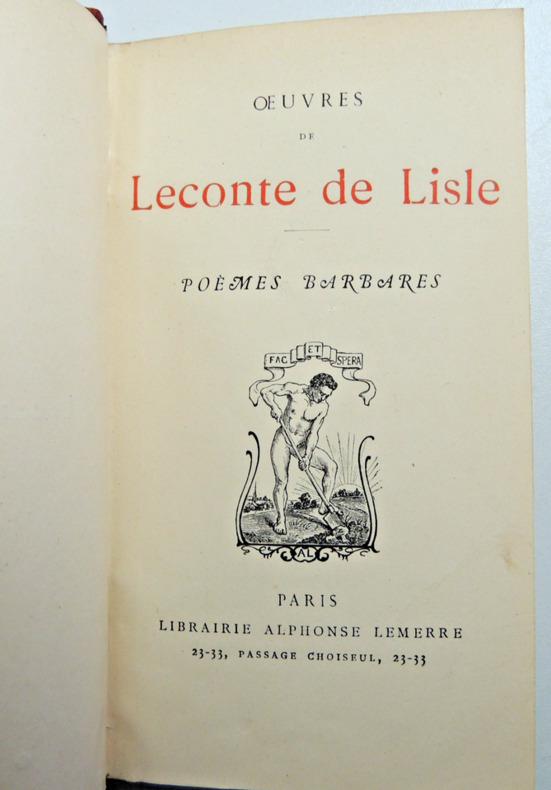 ŒUVRES
DE
Leconte de Lisle
POÈMES BARBARES
FAC ET SPERA
AL
PARIS
LIBRAIRIE ALPHONSE LEMERRE
23-33, PASSAGE CHOISEUL, 23-33